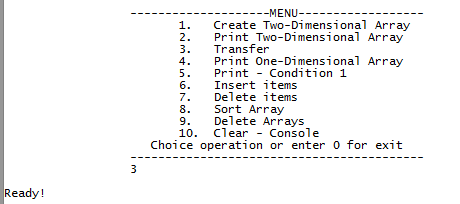 --------------------MENU-------------------
1. Create Two-Dimensional Array
2. Print Two-Dimensional Array
3. Transfer
4. Print One-Dimensional Array
5. Print - Condition 1
6. Insert items
7. Delete items
8. Sort Array
9. Delete Arrays
10. Clear - Console
Choice operation or enter 0 for exit
-------------------------------------------
3
Ready!